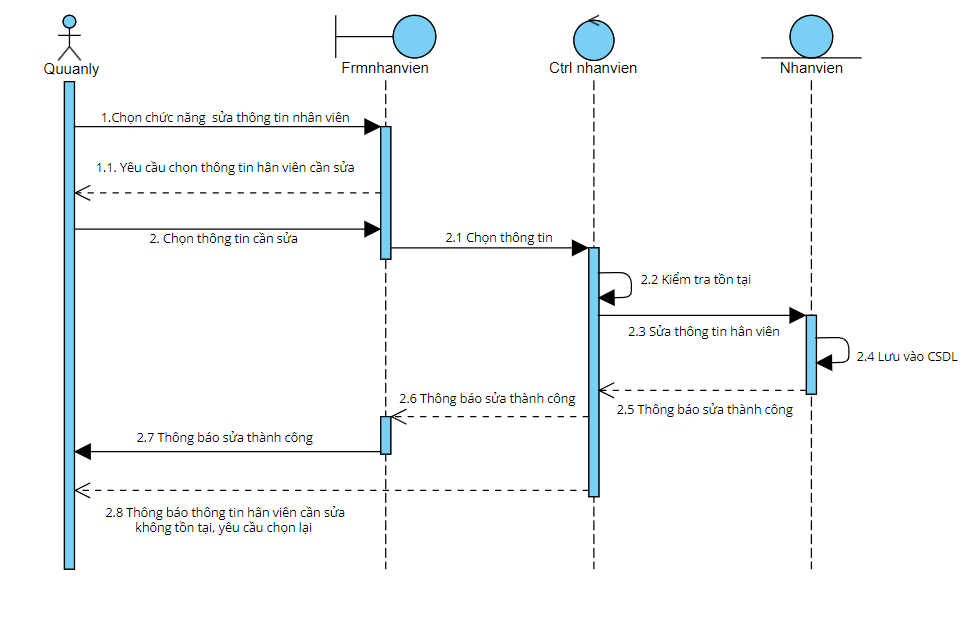 Quuanly
Frmnhanvien
Ctrl nhanvien
Nhanvien
1.Chọn chức năng sửa thông tin nhân viên
1.1. Yêu cầu chọn thông tin hân viên cần sửa
2. Chọn thông tin cần sửa
2.1 Chọn thông tin
2.2 Kiểm tra tồn tại
2.3 Sửa thông tin hân viên
2.4 Lưu vào CSDL
2.5 Thông báo sửa thành công
2.6 Thông báo sửa thành công
2.7 Thông báo sửa thành công
2.8 Thông báo thông tin hân viên cần sửa
không tồn tại, yêu cầu chọn lại